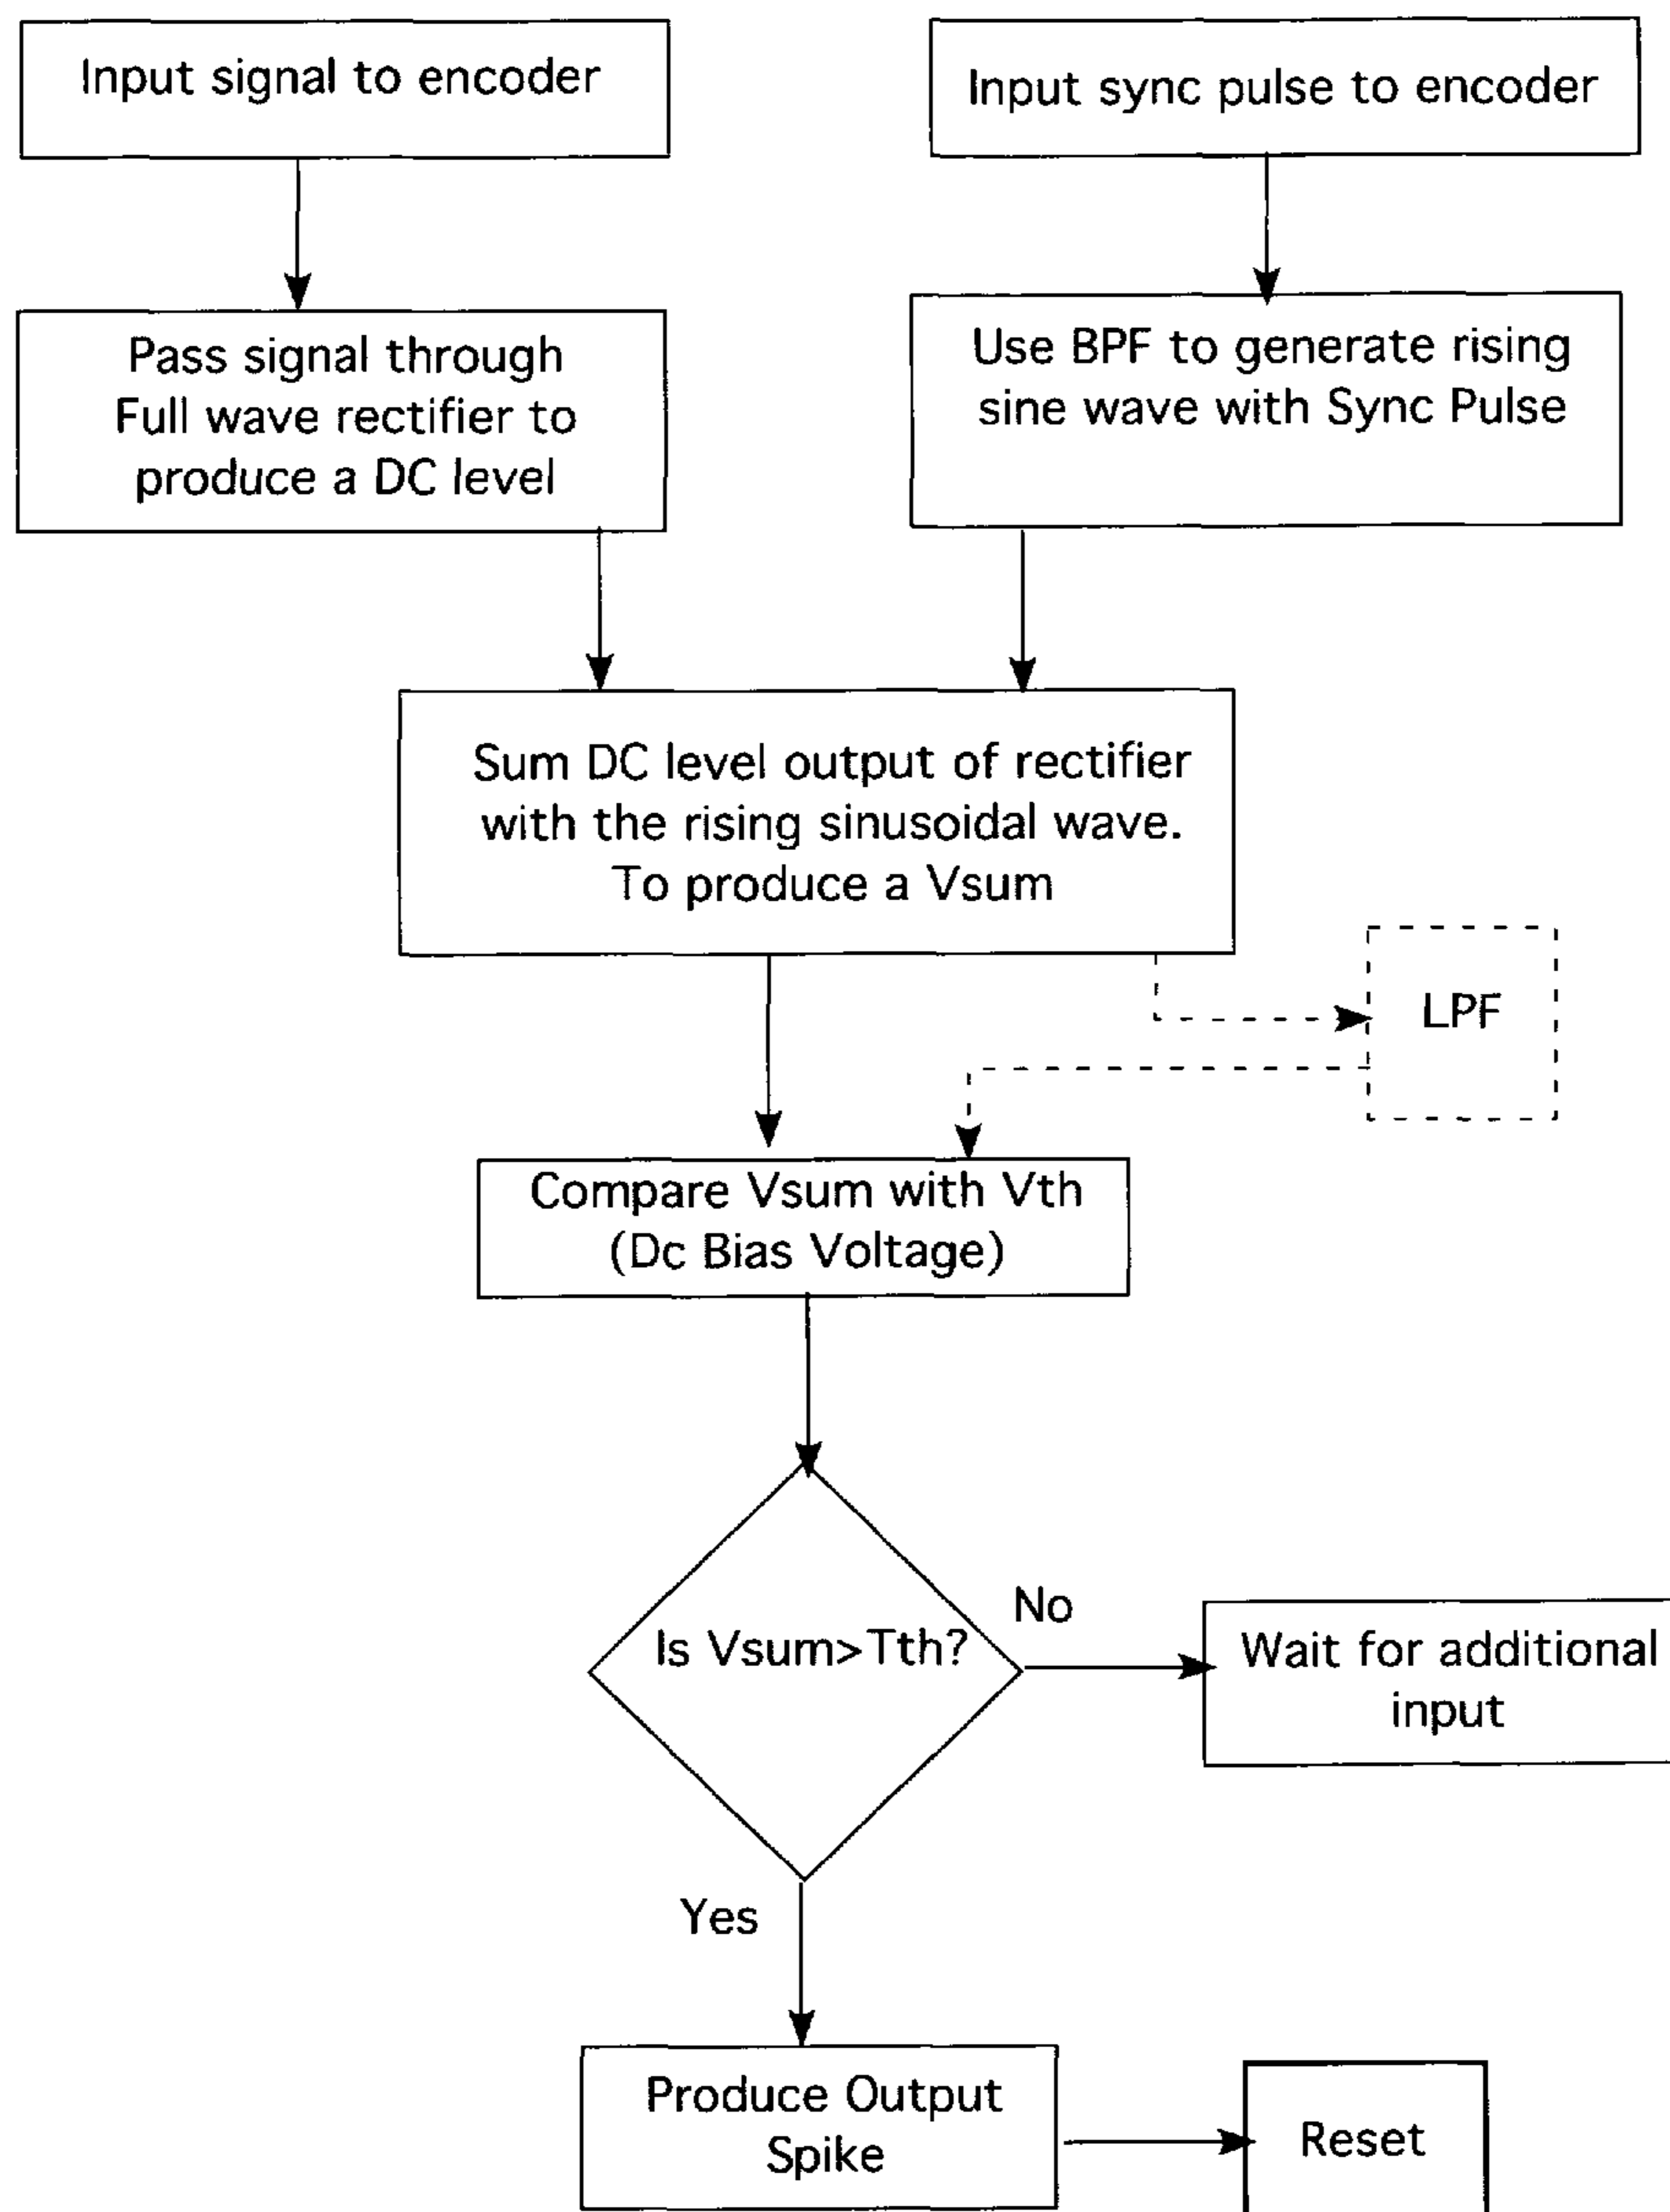 Input signal to encoder
Input sync pulse to encoder
Pass signal through
Full wave rectifier to
produce a DC level
Use BPF to generate rising
sine wave with Sync Pulse
Sum DC level output of rectifier
with the rising sinusoidal wave.
To produce a Vsum
LPF
Compare Vsum with Vth
(Dc Bias Voltage)
Is Vsum>Tth?
No
Wait for additional
input
Yes
Produce Output
Spike
Reset